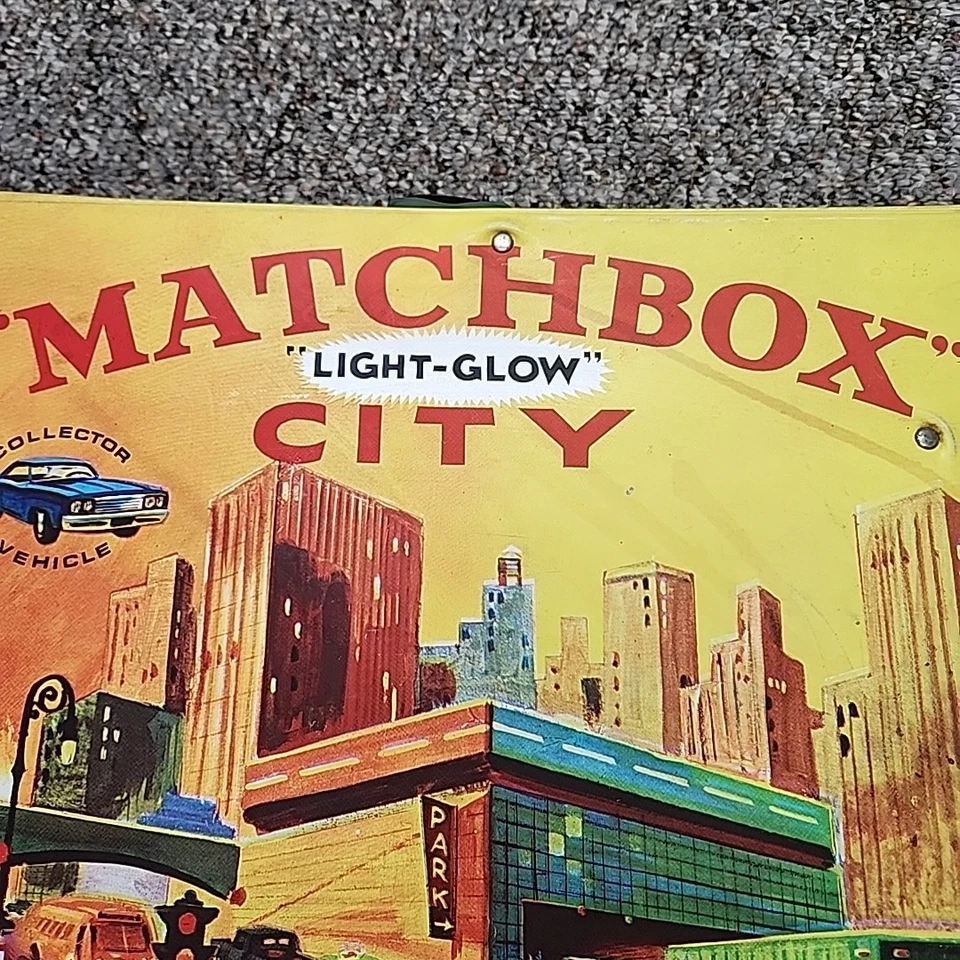 "MATCHBOX"
"LIGHT-GLOW"
CITY
COLLECTOR
VEHICLE
PARK